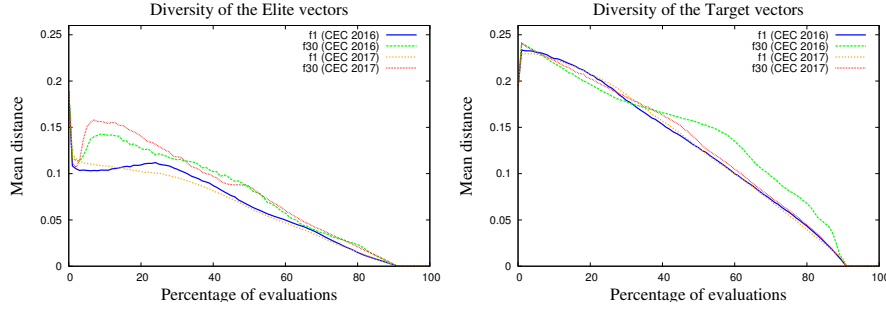 Diversity of the Elite vectors
f1 (CEC 2016)
f30 (CEC 2016)
f1 (CEC 2017)
f30 (CEC 2017)
0.25
0.2
0.15
0.1
0.05
0
Mean distance
0 20 40 60 80 100
Percentage of evaluations
Diversity of the Target vectors
f1 (CEC 2016)
f30 (CEC 2016)
f1 (CEC 2017)
f30 (CEC 2017)
0.25
0.2
0.15
0.1
0.05
0
Mean distance
0 20 40 60 80 100
Percentage of evaluations